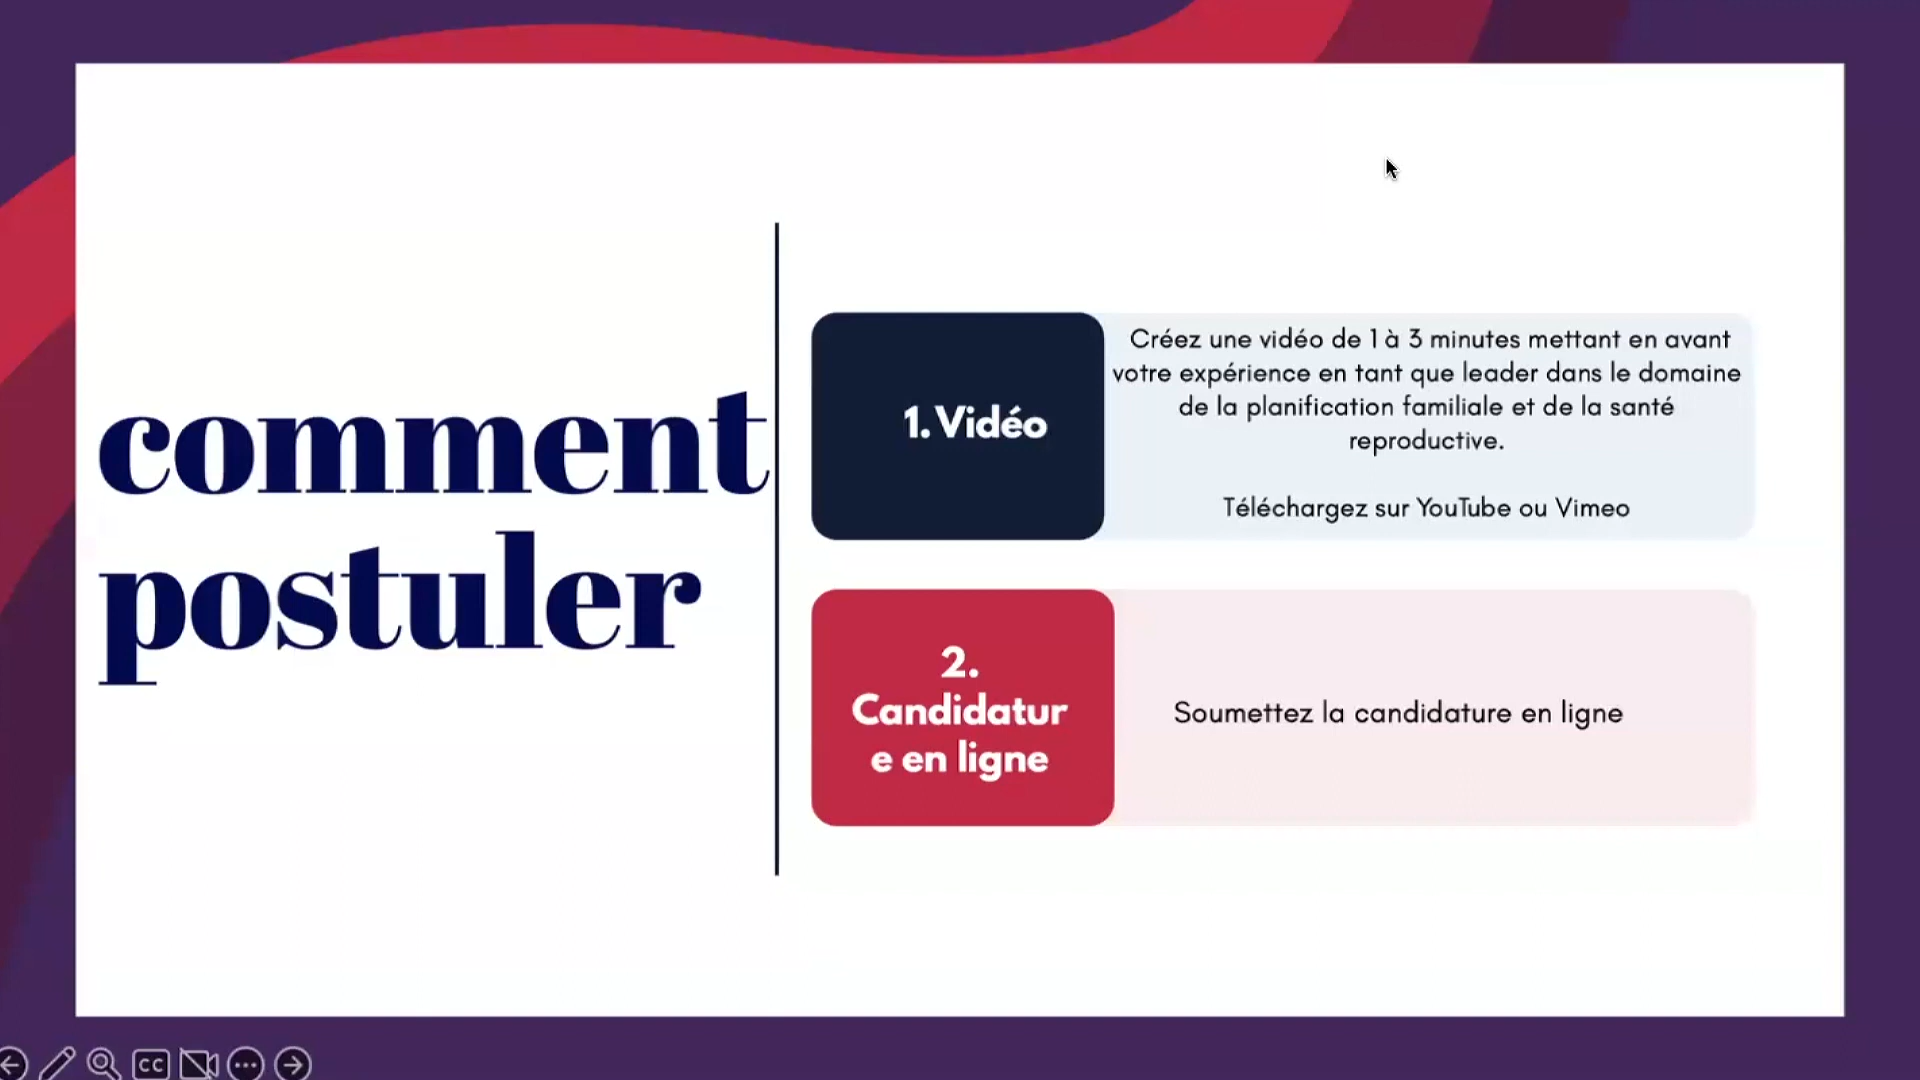 comment
postuler
1. Vidéo
Créez une vidéo de 1 à 3 minutes mettant en avant
votre expérience en tant que leader dans le domaine
de la planification familiale et de la santé
reproductive.
Téléchargez sur YouTube ou Vimeo
2.
Candidatur
e en ligne
Soumettez la candidature en ligne
CC